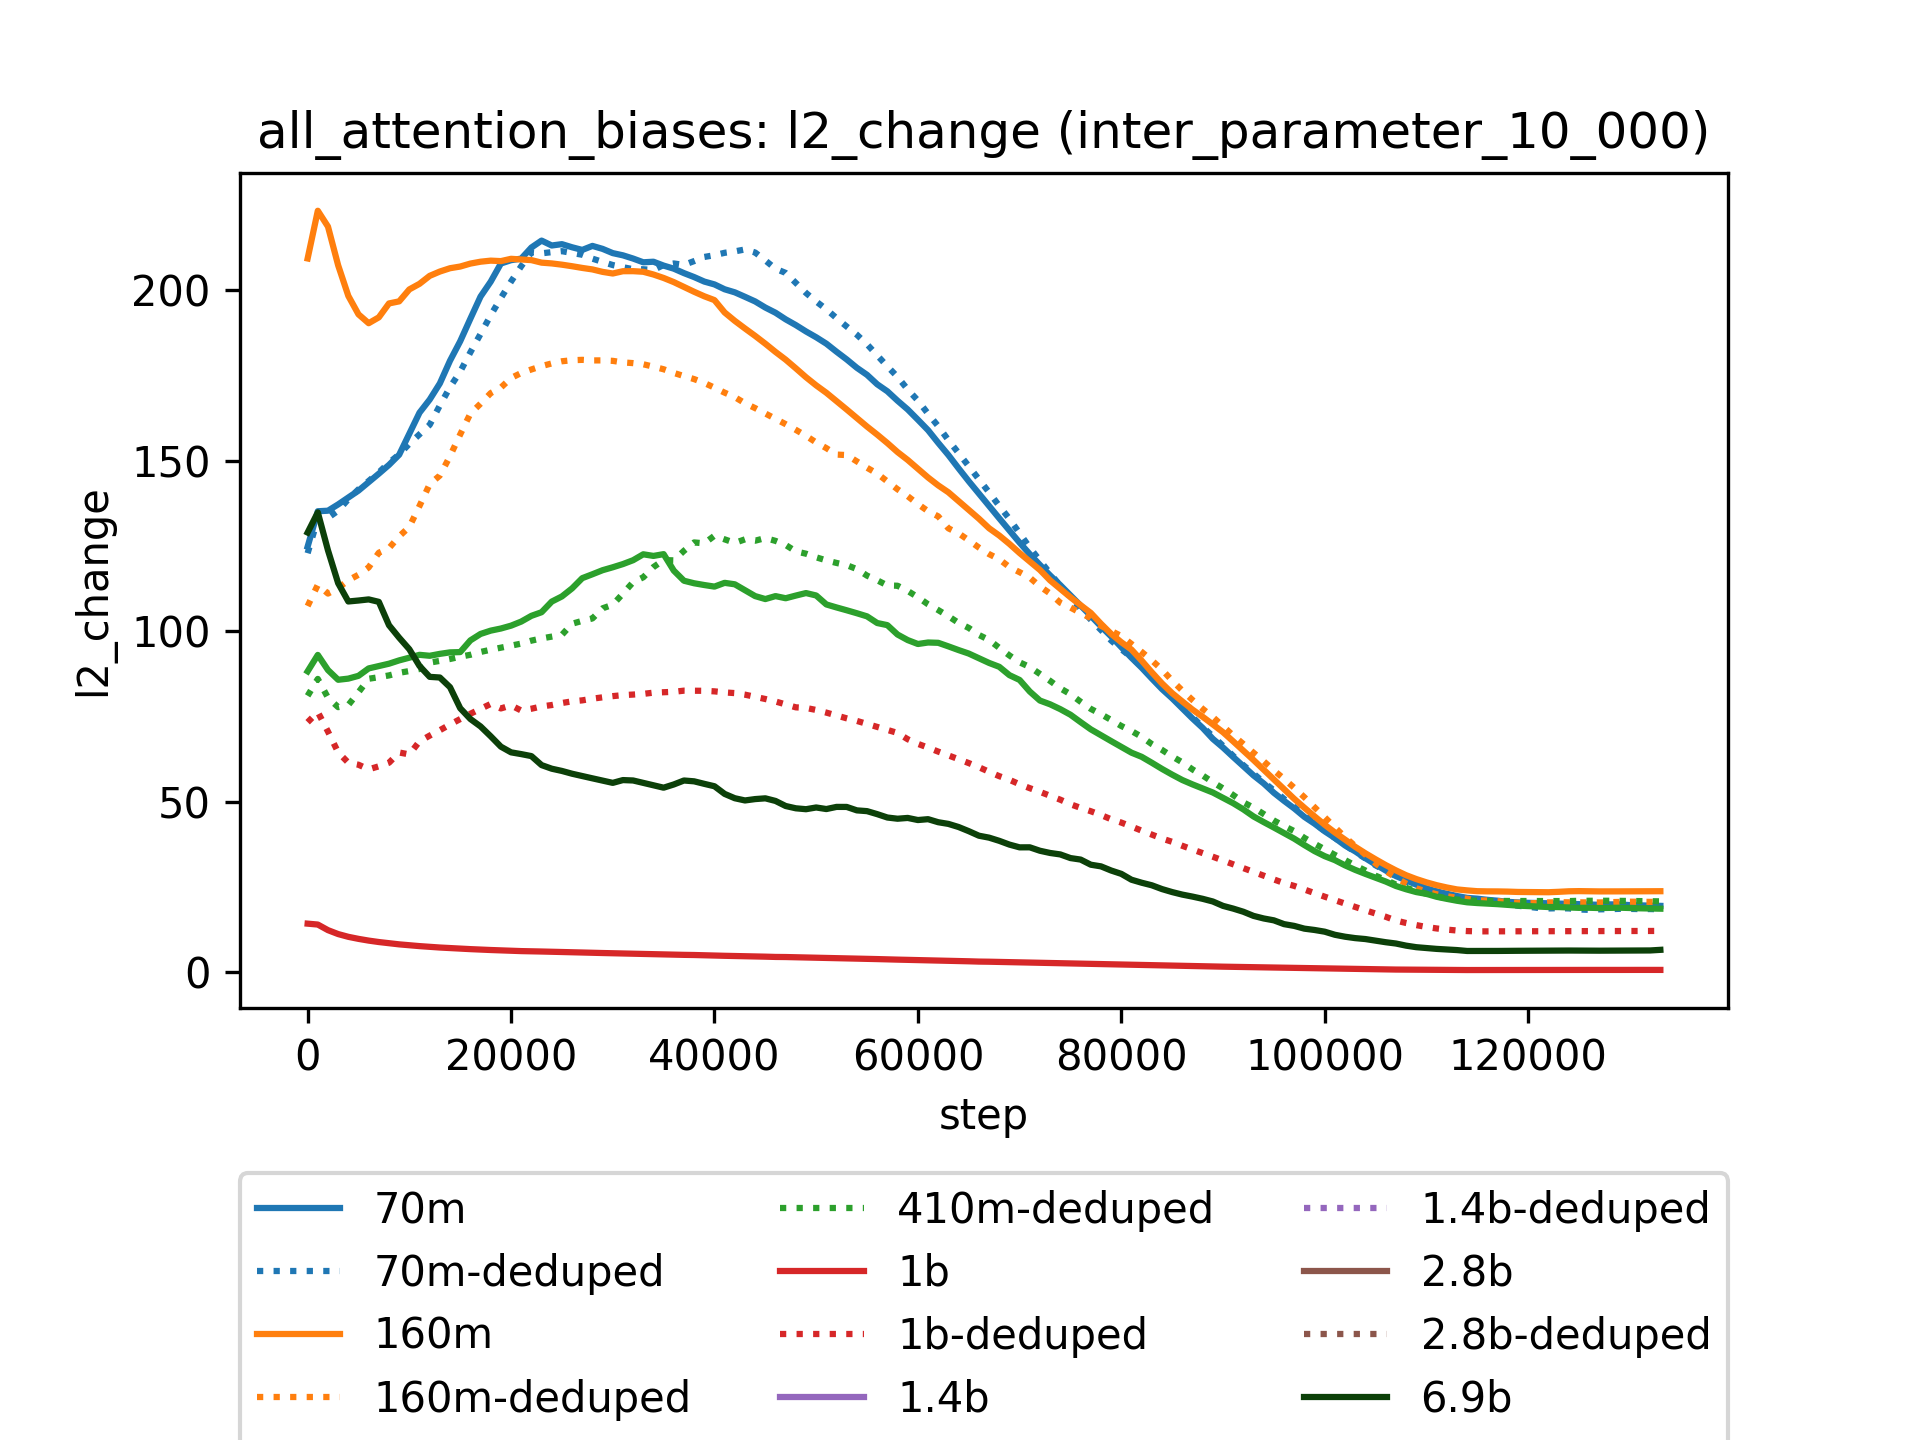 all_attention_biases: l2_change (inter_parameter_10_000)
l2_change
200
150
100
50
0
0 20000 40000 60000 80000 100000 120000
step
70m
70m-deduped
160m
160m-deduped
410m-deduped
1b
1b-deduped
1.4b
1.4b-deduped
2.8b
2.8b-deduped
6.9b